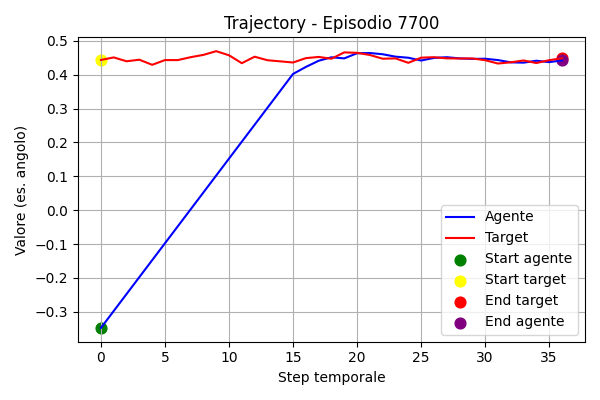 Trajectory - Episodio 7700
Valore (es. angolo)
0.5
0.4
0.3
0.2
0.1
0.0
−0.1
−0.2
−0.3
0 5 10 15 20 25 30 35
Step temporale
Agente
Target
Start agente
Start target
End target
End agente